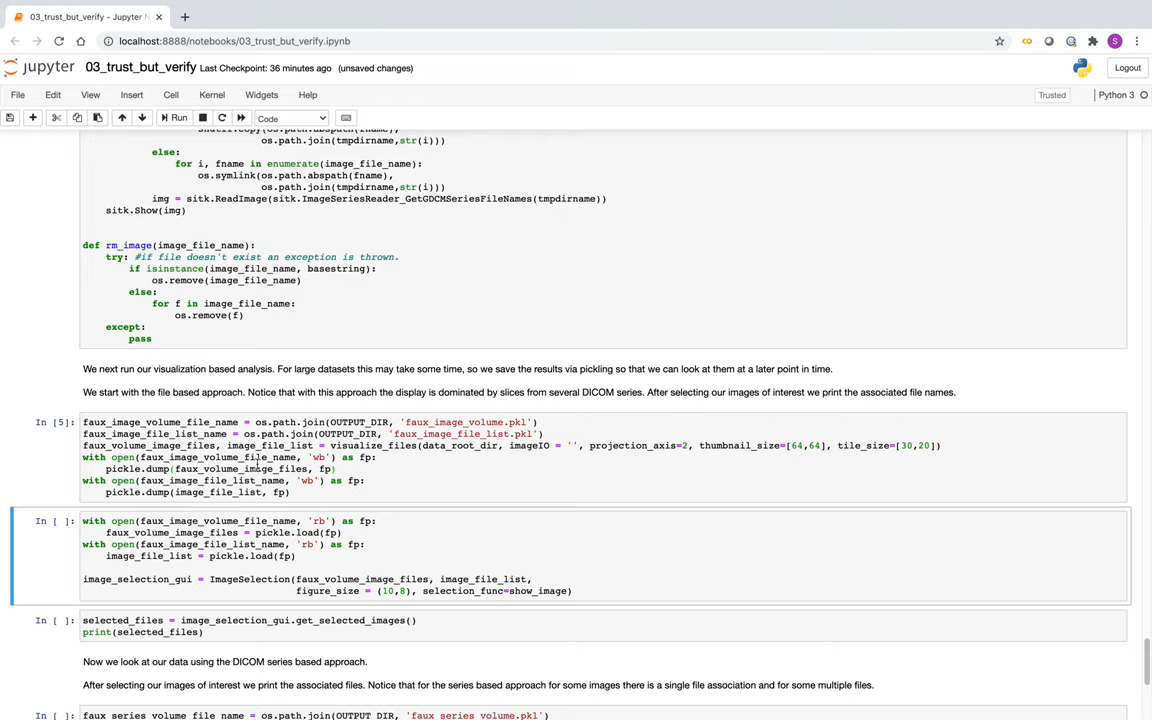 03_trust_but_verify - Jupyter N
localhost:8888/notebooks/03_trust_but_verify.ipynb
S
jupyter 03_trust_but_verify Last Checkpoint: 36 minutes ago (unsaved changes)
Logout
File Edit View Insert Cell Kernel Widgets Help
Trusted Python 3
Run Code
shutil.copy(os.path.abspath(fname),
os.path.join(tmpdirname,str(i)))
else:
for i, fname in enumerate(image_file_name):
os.symlink(os.path.abspath(fname),
os.path.join(tmpdirname,str(i)))
img = sitk.ReadImage(sitk.ImageSeriesReader_GetGDCMSeriesFileNames(tmpdirname))
sitk.Show(img)
def rm_image(image_file_name):
try: #if file doesn't exist an exception is thrown.
if isinstance(image_file_name, basestring):
os.remove(image_file_name)
else:
for f in image_file_name:
os.remove(f)
except:
pass
We next run our visualization based analysis. For large datasets this may take some time, so we save the results via pickling so that we can look at them at a later point in time.
We start with the file based approach. Notice that with this approach the display is dominated by slices from several DICOM series. After selecting our images of interest we print the associated file names.
In [5]: faux_image_volume_file_name = os.path.join(OUTPUT_DIR, 'faux_image_volume.pkl')
faux_image_file_list_name = os.path.join(OUTPUT_DIR, 'faux_image_file_list.pkl')
faux_volume_image_files, image_file_list = visualize_files(data_root_dir, imageIO = '', projection_axis=2, thumbnail_size=[64,64], tile_size=[30,20])
with open(faux_image_volume_file_name, 'wb') as fp:
pickle.dump(faux_volume_image_files, fp)
with open(faux_image_file_list_name, 'wb') as fp:
pickle.dump(image_file_list, fp)
In [ ]: with open(faux_image_volume_file_name, 'rb') as fp:
faux_volume_image_files = pickle.load(fp)
with open(faux_image_file_list_name, 'rb') as fp:
image_file_list = pickle.load(fp)
image_selection_gui = ImageSelection(faux_volume_image_files, image_file_list,
figure_size = (10,8), selection_func=show_image)
In [ ]: selected_files = image_selection_gui.get_selected_images()
print(selected_files)
Now we look at our data using the DICOM series based approach.
After selecting our images of interest we print the associated files. Notice that for the series based approach for some images there is a single file association and for some multiple files.
In [ ]: faux_series_volume_file_name = os.path.join(OUTPUT_DIR, 'faux_series_volume.pkl')